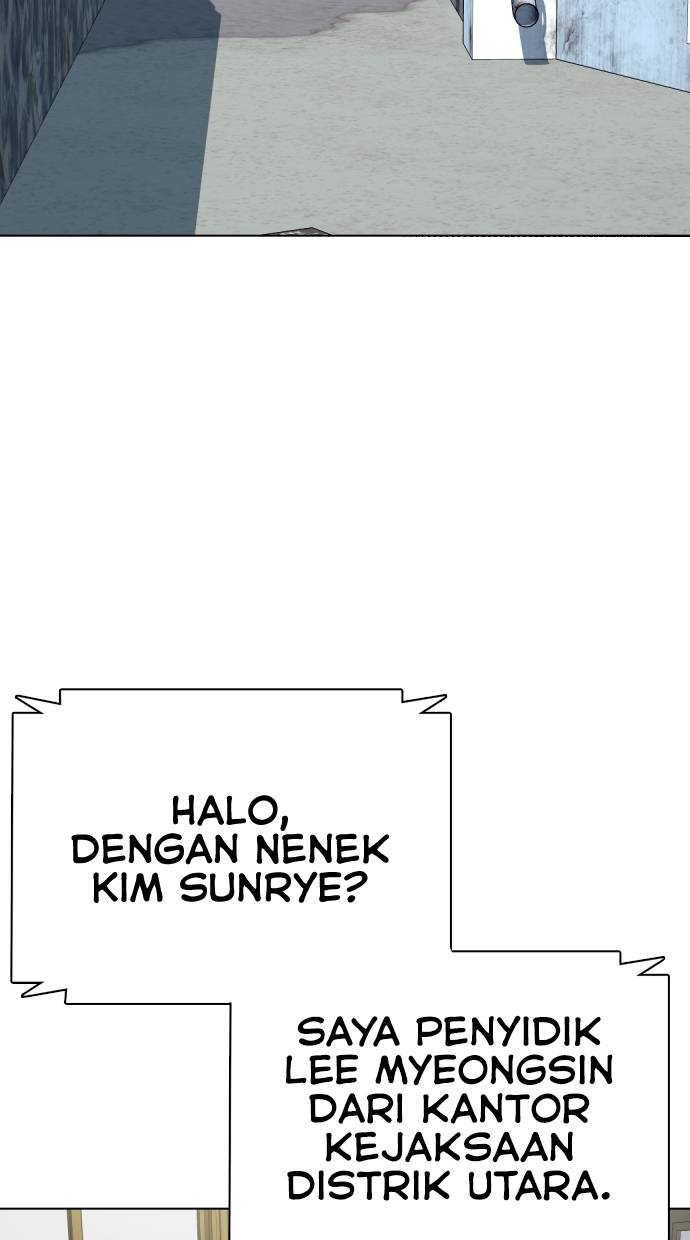 HALO,
DENGAN NENEK
KIM SUNRYE?
SAYA PENYIDIK
LEE MYEONGSIN
DARI KANTOR
KEJAKSAAN
DISTRIK UTARA.